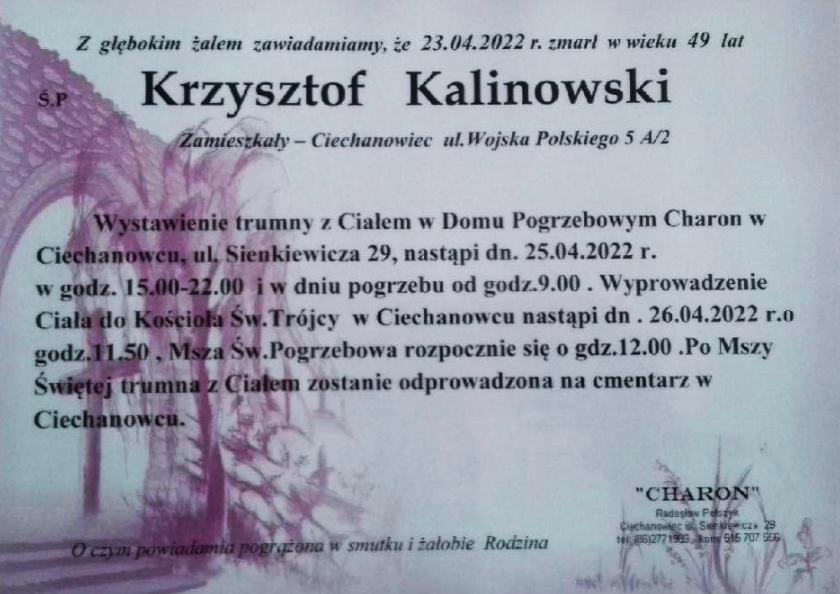 Z głębokim żalem zawiadamiamy, że 23.04.2022 r. zmarł w wieku 49 lat
Ś.P Krzysztof Kalinowski
Zamieszkały – Ciechanowiec ul.Wojska Polskiego 5 A/2
Wystawienie trumny z Ciałem w Domu Pogrzebowym Charon w
Ciechanowcu, ul. Sienkiewicza 29, nastąpi dn. 25.04.2022 r.
w godz. 15.00-22.00 i w dniu pogrzebu od godz.9.00 . Wyprowadzenie
Ciała do Kościoła Św.Trójcy w Ciechanowcu nastąpi dn . 26.04.2022 r.o
godz.11.50 , Msza Św.Pogrzebowa rozpocznie się o gdz.12.00 .Po Mszy
Świętej trumna z Ciałem zostanie odprowadzona na cmentarz w
Ciechanowcu.
"CHARON"
Radosław
Ciechanowiec ul. Sienkiewicza 29
tel. kom.
O czym powiadamia pogrążona w smutku i żałobie Rodzina